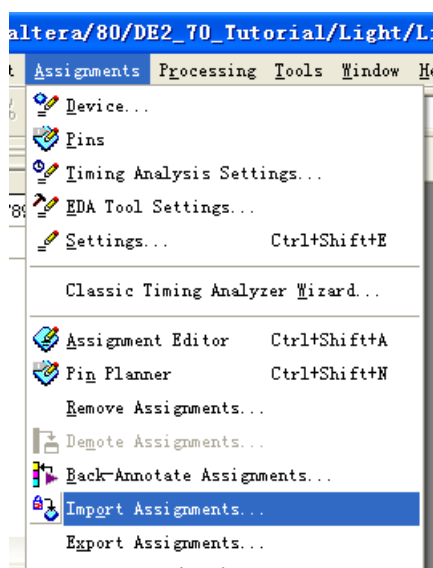 altera/80/DE2_70_Tutorial/Light/Li
t Assignments Processing Tools Window He
Device...
Pins
Timing Analysis Settings...
EDA Tool Settings...
Settings... Ctrl+Shift+E
Classic Timing Analyzer Wizard...
Assignment Editor Ctrl+Shift+A
Pin Planner Ctrl+Shift+N
Remove Assignments...
Demote Assignments...
Back-Annotate Assignments...
Import Assignments...
Export Assignments...